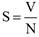 S = V/N